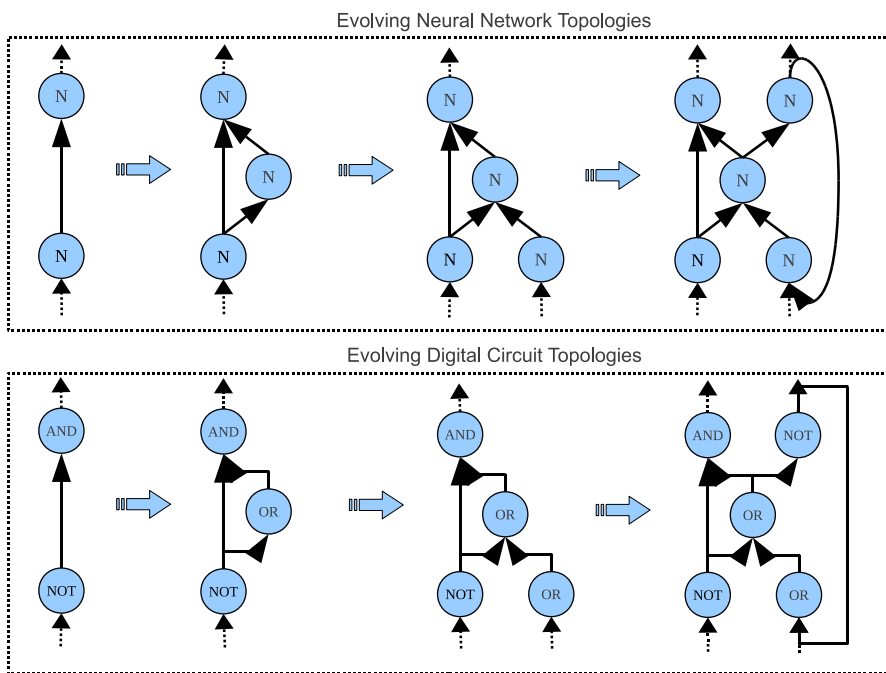 Evolving Neural Network Topologies
N N N N N
N N N
N N N N N N
Evolving Digital Circuit Topologies
AND AND AND AND NOT
OR OR OR
NOT NOT NOT OR NOT OR